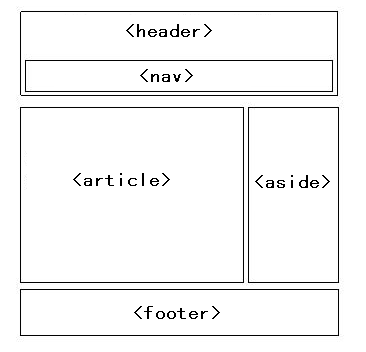 <header>
<nav>
<article>
<aside>
<footer>